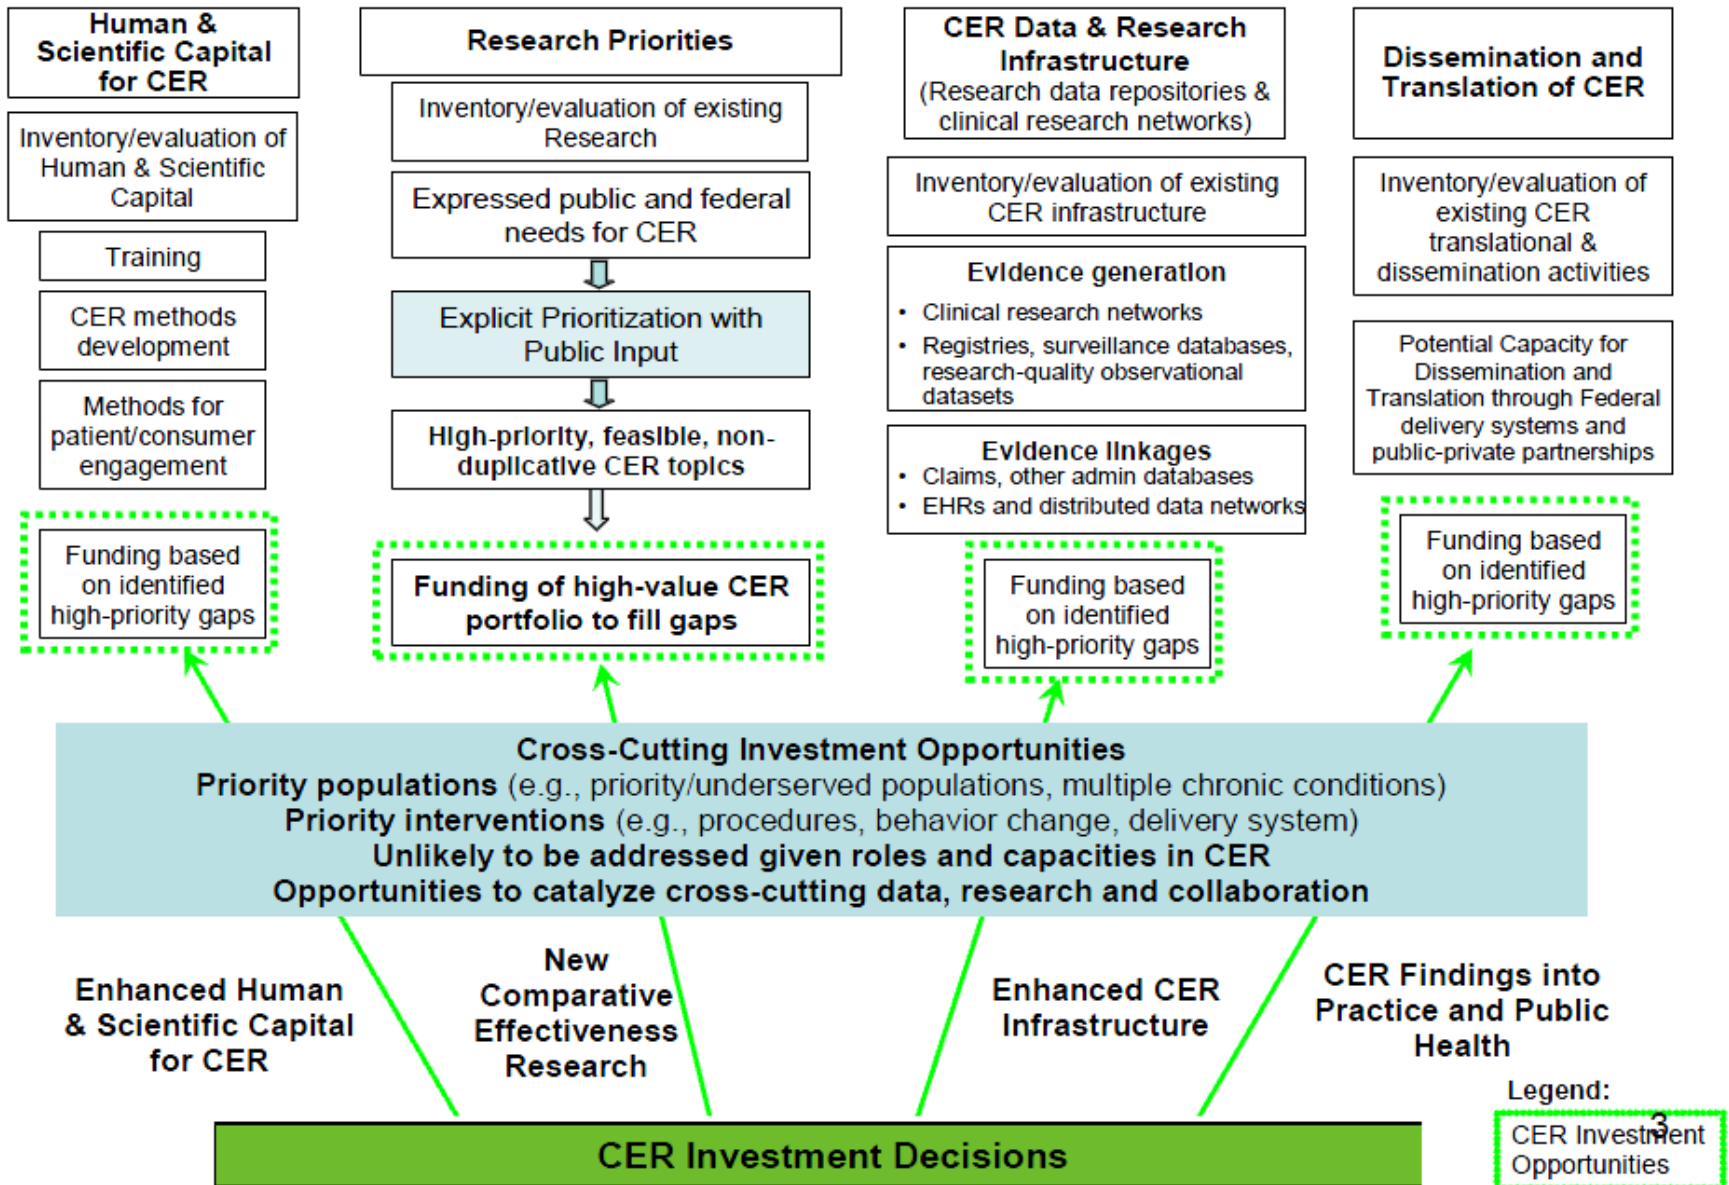 Human &
Scientific Capital
for CER
Inventory/evaluation of
Human & Scientific
Capital
Training
CER methods
development
Methods for
patient/consumer
engagement
Funding based
on identified
high-priority gaps
Research Priorities
Inventory/evaluation of existing
Research
Expressed public and federal
needs for CER
Explicit Prioritization with
Public Input
High-priority, feasible, non-
duplicative CER topics
Funding of high-value CER
portfolio to fill gaps
CER Data & Research
Infrastructure
(Research data repositories &
clinical research networks)
Inventory/evaluation of existing
CER infrastructure
Evidence generation
• Clinical research networks
• Registries, surveillance databases,
research-quality observational
datasets
Evidence linkages
• Claims, other admin databases
• EHRs and distributed data networks
Funding based
on identified
high-priority gaps
Dissemination and
Translation of CER
Inventory/evaluation of
existing CER
translational &
dissemination activities
Potential Capacity for
Dissemination and
Translation through Federal
delivery systems and
public-private partnerships
Funding based
on identified
high-priority gaps
Cross-Cutting Investment Opportunities
Priority populations (e.g., priority/underserved populations, multiple chronic conditions)
Priority interventions (e.g., procedures, behavior change, delivery system)
Unlikely to be addressed given roles and capacities in CER
Opportunities to catalyze cross-cutting data, research and collaboration
Enhanced Human
& Scientific Capital
for CER
New
Comparative
Effectiveness
Research
Enhanced CER
Infrastructure
CER Findings into
Practice and Public
Health
CER Investment Decisions
Legend:
3
CER Investment
Opportunities